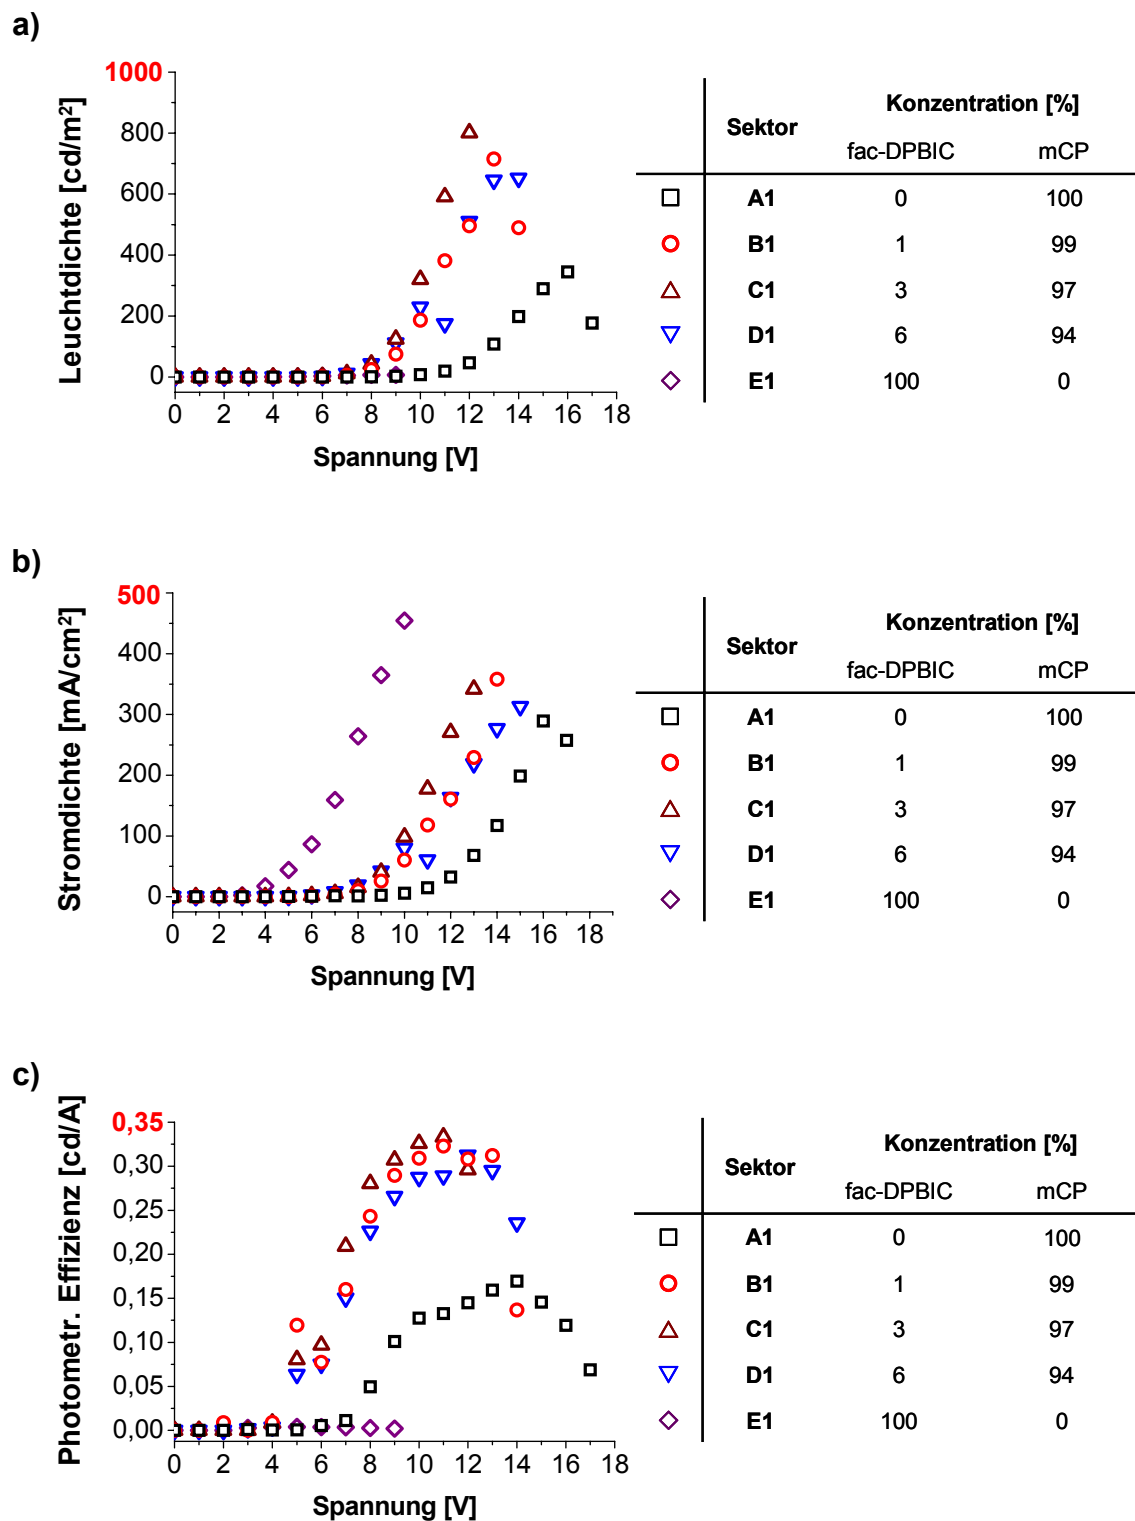 a)
1000
800
600
400
200
0
Leuchtdichte [cd/m²]
0 2 4 6 8 10 12 14 16 18
Spannung [V]
Sektor Konzentration [%]
fac-DPBIC mCP
A1 0 100
B1 1 99
C1 3 97
D1 6 94
E1 100 0
b)
500
400
300
200
100
0
Stromdichte [mA/cm²]
0 2 4 6 8 10 12 14 16 18
Spannung [V]
Sektor Konzentration [%]
fac-DPBIC mCP
A1 0 100
B1 1 99
C1 3 97
D1 6 94
E1 100 0
c)
0,35
0,30
0,25
0,20
0,15
0,10
0,05
0,00
Photometr. Effizienz [cd/A]
0 2 4 6 8 10 12 14 16 18
Spannung [V]
Sektor Konzentration [%]
fac-DPBIC mCP
A1 0 100
B1 1 99
C1 3 97
D1 6 94
E1 100 0